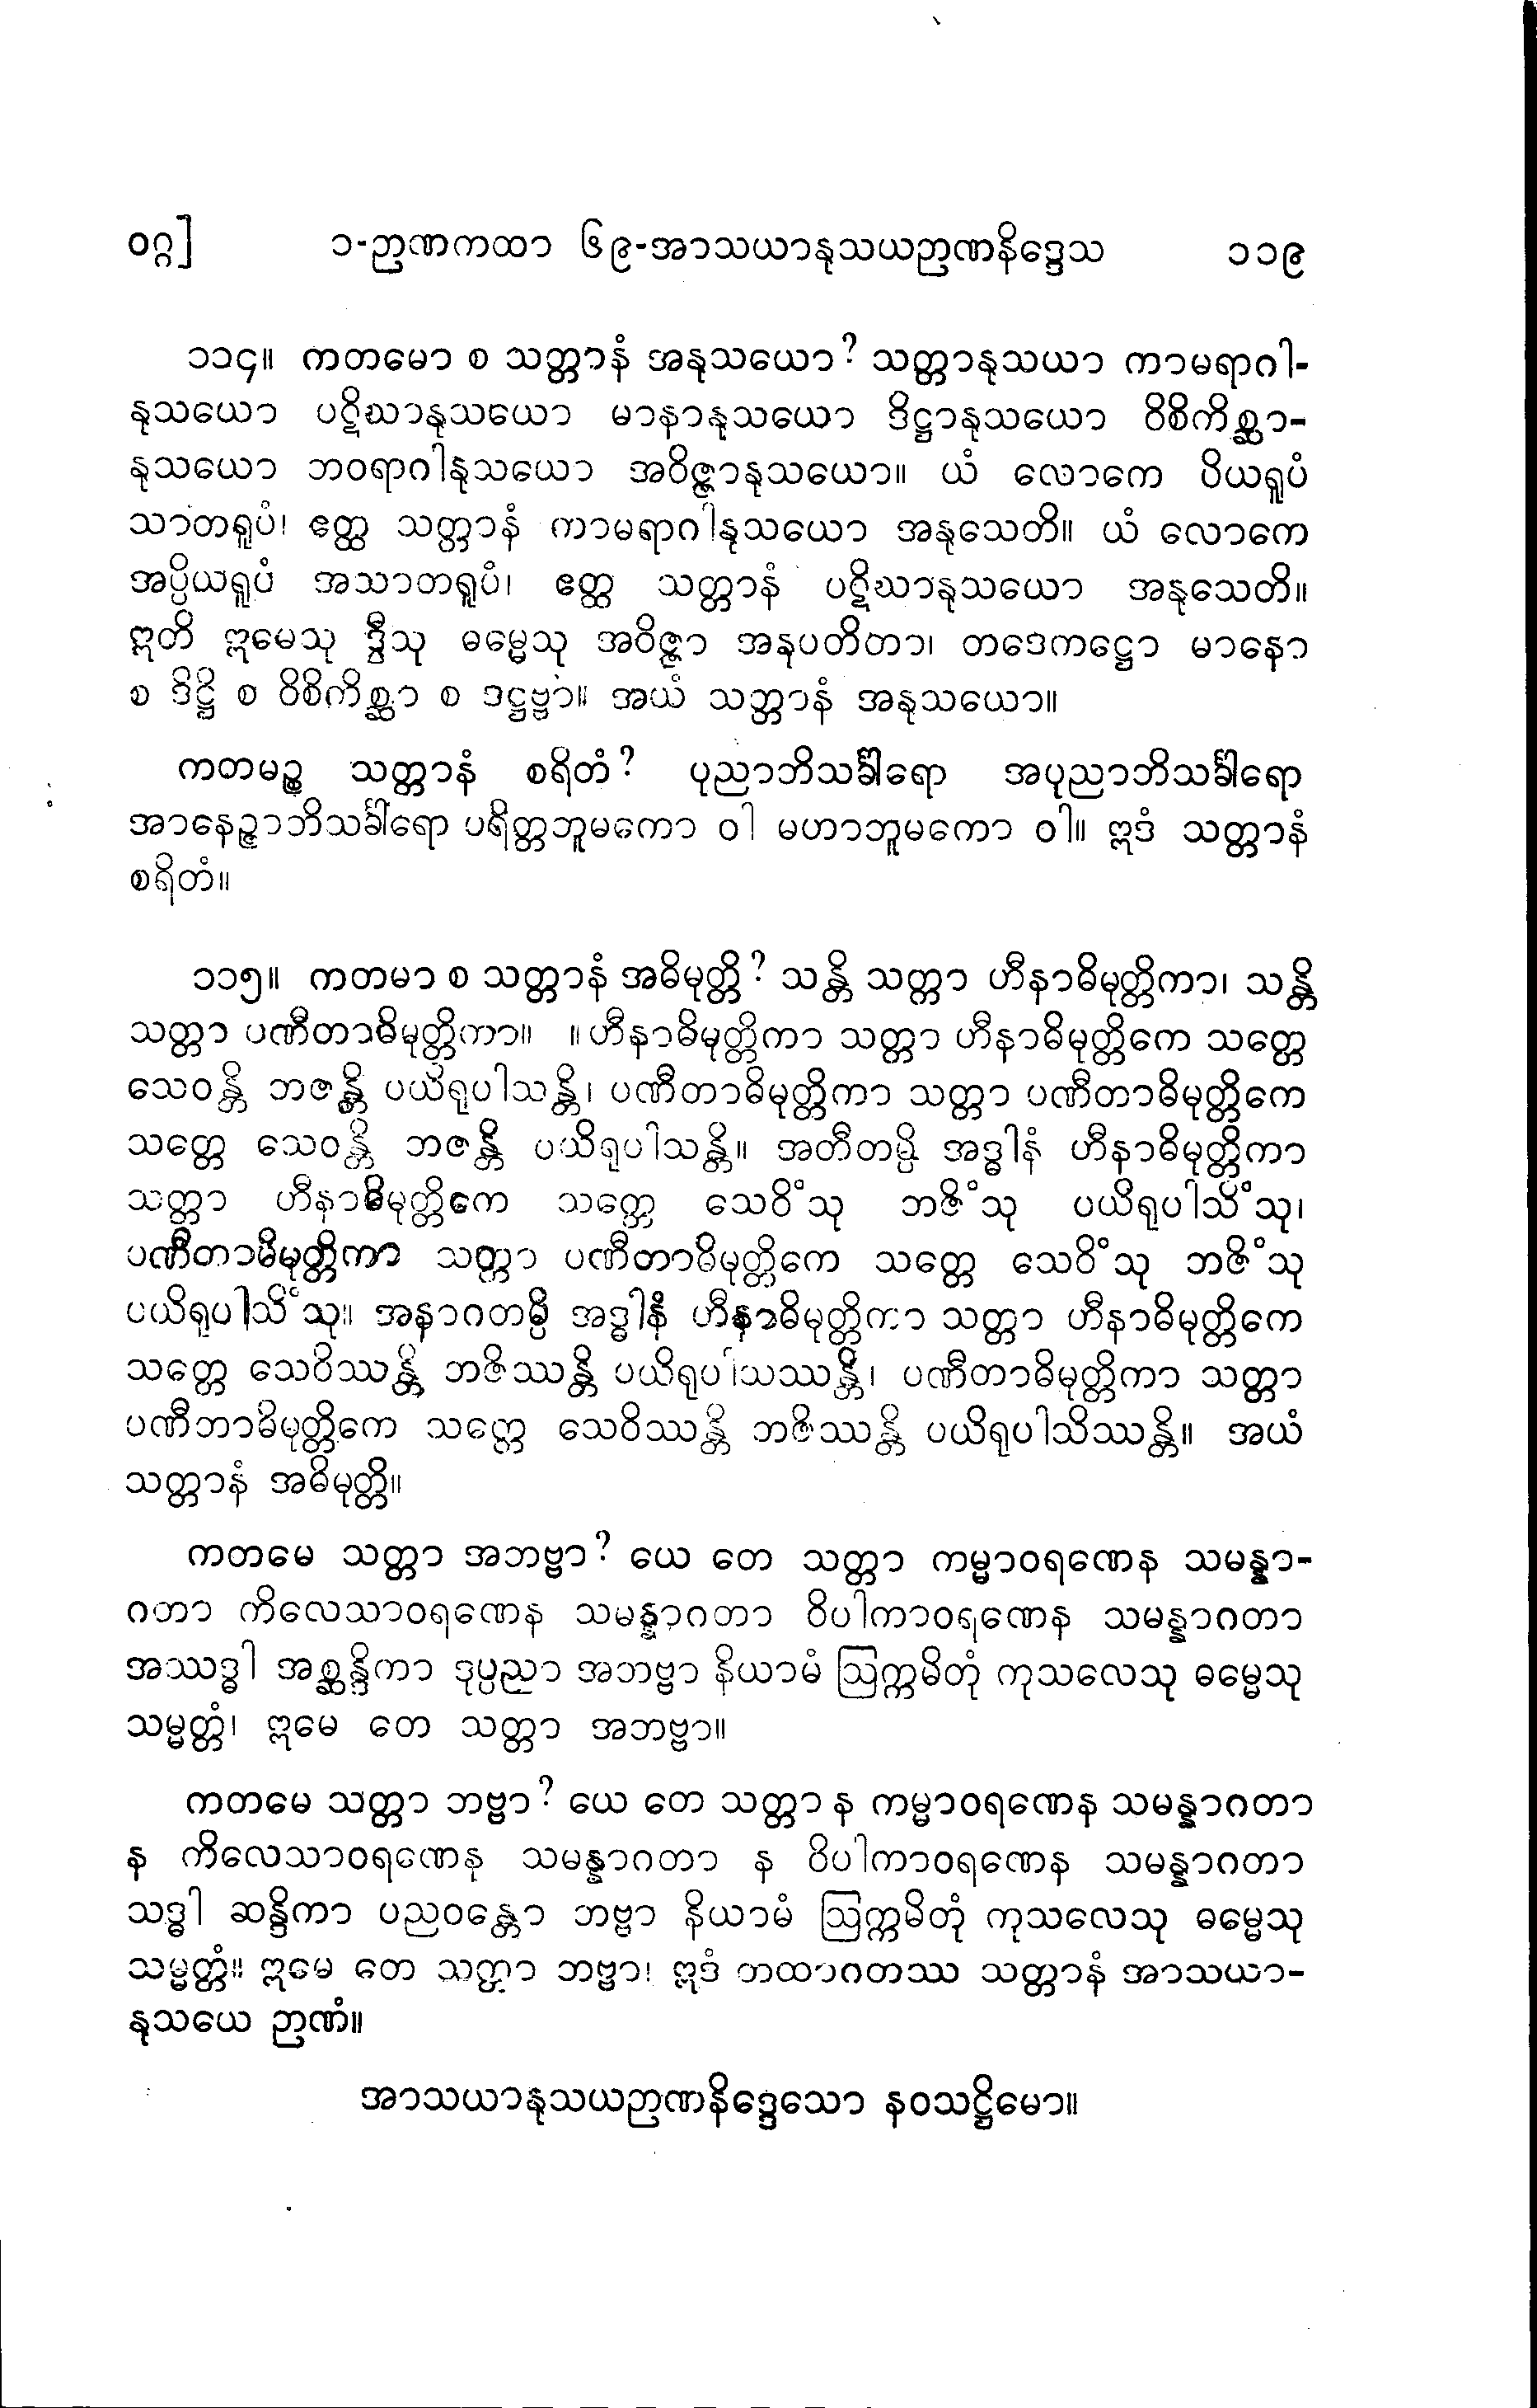 ဝဂ္ဂ] ၁-ဉာဏကထာ ၆၉-အာသယာနုသယဉာဏနိဒ္ဒေသ ၁၁၉
၁၁၄။ ကတမော စ သတ္တာနံ အနုသယော? သတ္တာနုသယာ ကာမရာဂါ-
နုသယော ပဋိဃာနုသယော မာနာနုသယော ဒိဋ္ဌာနုသယော ဝိစိကိစ္ဆာ-
နုသယော ဘဝရာဂါနုသယော အဝိဇ္ဇာနုသယော။ ယံ လောကေ ပိယရူပံ
သာတရူပံ၊ ဧတ္ထ သတ္တာနံ ကာမရာဂါနုသယော အနုသေတိ။ ယံ လောကေ
အပ္ပိယရူပံ အသာတရူပံ၊ ဧတ္ထ သတ္တာနံ ပဋိဃာနုသယော အနုသေတိ။
ဣတိ ဣမေသု ဒွီသု ဓမ္မေသု အဝိဇ္ဇာ အနုပတိတာ၊ တဒေကဋ္ဌော မာနော
စ ဒိဋ္ဌိ စ ဝိစိကိစ္ဆာ စ ဒဋ္ဌဗ္ဗာ။ အယံ သတ္တာနံ အနုသယော။
ကတမဉ္စ သတ္တာနံ စရိတံ? ပုညာဘိသင်္ခါရော အပုညာဘိသင်္ခါရော
အာနေဉ္ဇာဘိသင်္ခါရော ပရိတ္တဘူမကော ဝါ မဟာဘူမကော ဝါ။ ဣဒံ သတ္တာနံ
စရိတံ။
၁၁၅။ ကတမာ စ သတ္တာနံ အဓိမုတ္တိ? သန္တိ သတ္တာ ဟီနာဓိမုတ္တိကာ၊ သန္တိ
သတ္တာ ပဏီတာဓိမုတ္တိကာ။ ။ဟီနာဓိမုတ္တိကာ သတ္တာ ဟီနာဓိမုတ္တိကေ သတ္တေ
သေဝန္တိ ဘဇန္တိ ပယိရုပါသန္တိ၊ ပဏီတာဓိမုတ္တိကာ သတ္တာ ပဏီတာဓိမုတ္တိကေ
သတ္တေ သေဝန္တိ ဘဇန္တိ ပယိရုပါသန္တိ။ အတီတမ္ပိ အဒ္ဓါနံ ဟီနာဓိမုတ္တိကာ
သတ္တာ ဟီနာဓိမုတ္တိကေ သတ္တေ သေဝိံသု ဘဇိံသု ပယိရုပါသိံသု၊
ပဏီတာဓိမုတ္တိကာ သတ္တာ ပဏီတာဓိမုတ္တိကေ သတ္တေ သေဝိံသု ဘဇိံသု
ပယိရုပါသိံသု။ အနာဂတမ္ပိ အဒ္ဓါနံ ဟီနာဓိမုတ္တိကာ သတ္တာ ဟီနာဓိမုတ္တိကေ
သတ္တေ သေဝိဿန္တိ ဘဇိဿန္တိ ပယိရုပါသဿန္တိ၊ ပဏီတာဓိမုတ္တိကာ သတ္တာ
ပဏီတာဓိမုတ္တိကေ သတ္တေ သေဝိဿန္တိ ဘဇိဿန္တိ ပယိရုပါသိဿန္တိ။ အယံ
သတ္တာနံ အဓိမုတ္တိ။
ကတမေ သတ္တာ အဘဗ္ဗာ? ယေ တေ သတ္တာ ကမ္မာဝရဏေန သမန္နာ-
ဂတာ ကိလေသာဝရဏေန သမန္နာဂတာ ဝိပါကာဝရဏေန သမန္နာဂတာ
အဿဒ္ဓါ အစ္ဆန္ဒိကာ ဒုပ္ပညာ အဘဗ္ဗာ နိယာမံ ဩက္ကမိတုံ ကုသလေသု ဓမ္မေသု
သမ္မတ္တံ၊ ဣမေ တေ သတ္တာ အဘဗ္ဗာ။
ကတမေ သတ္တာ ဘဗ္ဗာ? ယေ တေ သတ္တာ န ကမ္မာဝရဏေန သမန္နာဂတာ
န ကိလေသာဝရဏေန သမန္နာဂတာ န ဝိပါကာဝရဏေန သမန္နာဂတာ
သဒ္ဓါ ဆန္ဒိကာ ပညဝန္တော ဘဗ္ဗာ နိယာမံ ဩက္ကမိတုံ ကုသလေသု ဓမ္မေသု
သမ္မတ္တံ။ ဣမေ တေ သတ္တာ ဘဗ္ဗာ၊ ဣဒံ တထာဂတဿ သတ္တာနံ အာသယာ-
နုသယေ ဉာဏံ။
အာသယာနုသယဉာဏနိဒ္ဒေသော နဝသဋ္ဌိမော။